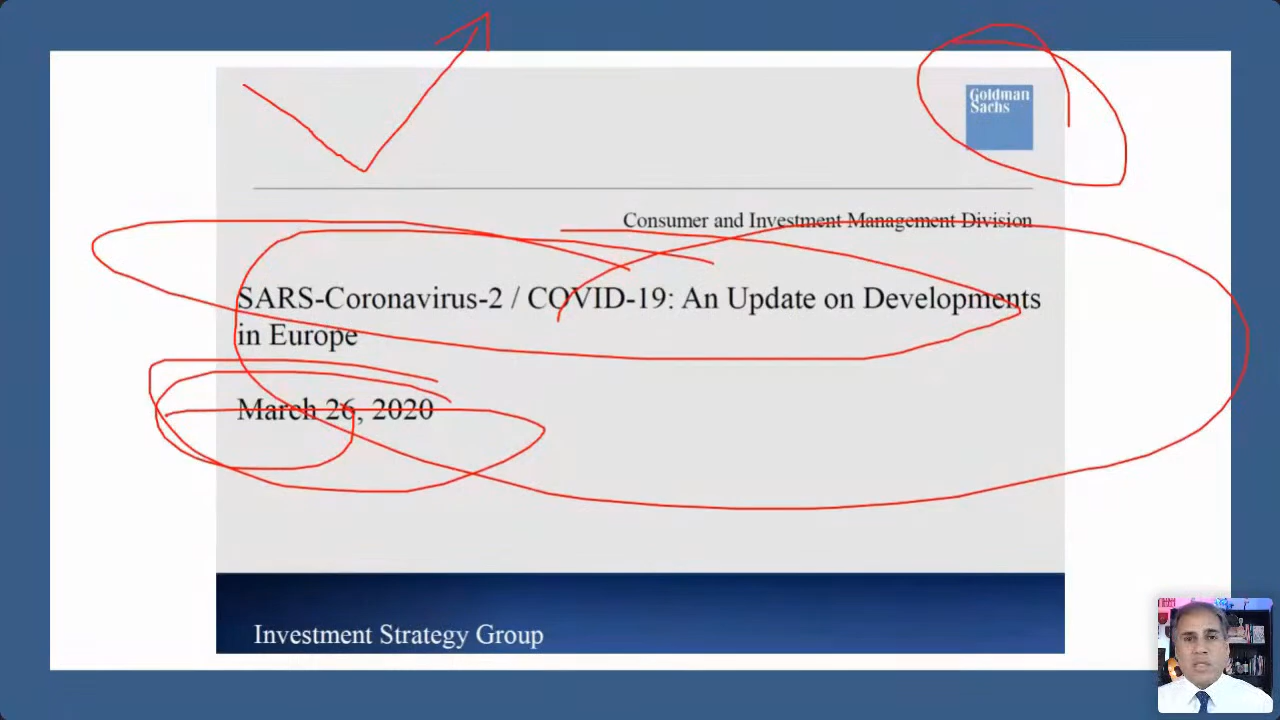 Goldman
Sachs
Consumer and Investment Management Division
SARS-Coronavirus-2 / COVID-19: An Update on Developments
in Europe
March 26, 2020
Investment Strategy Group